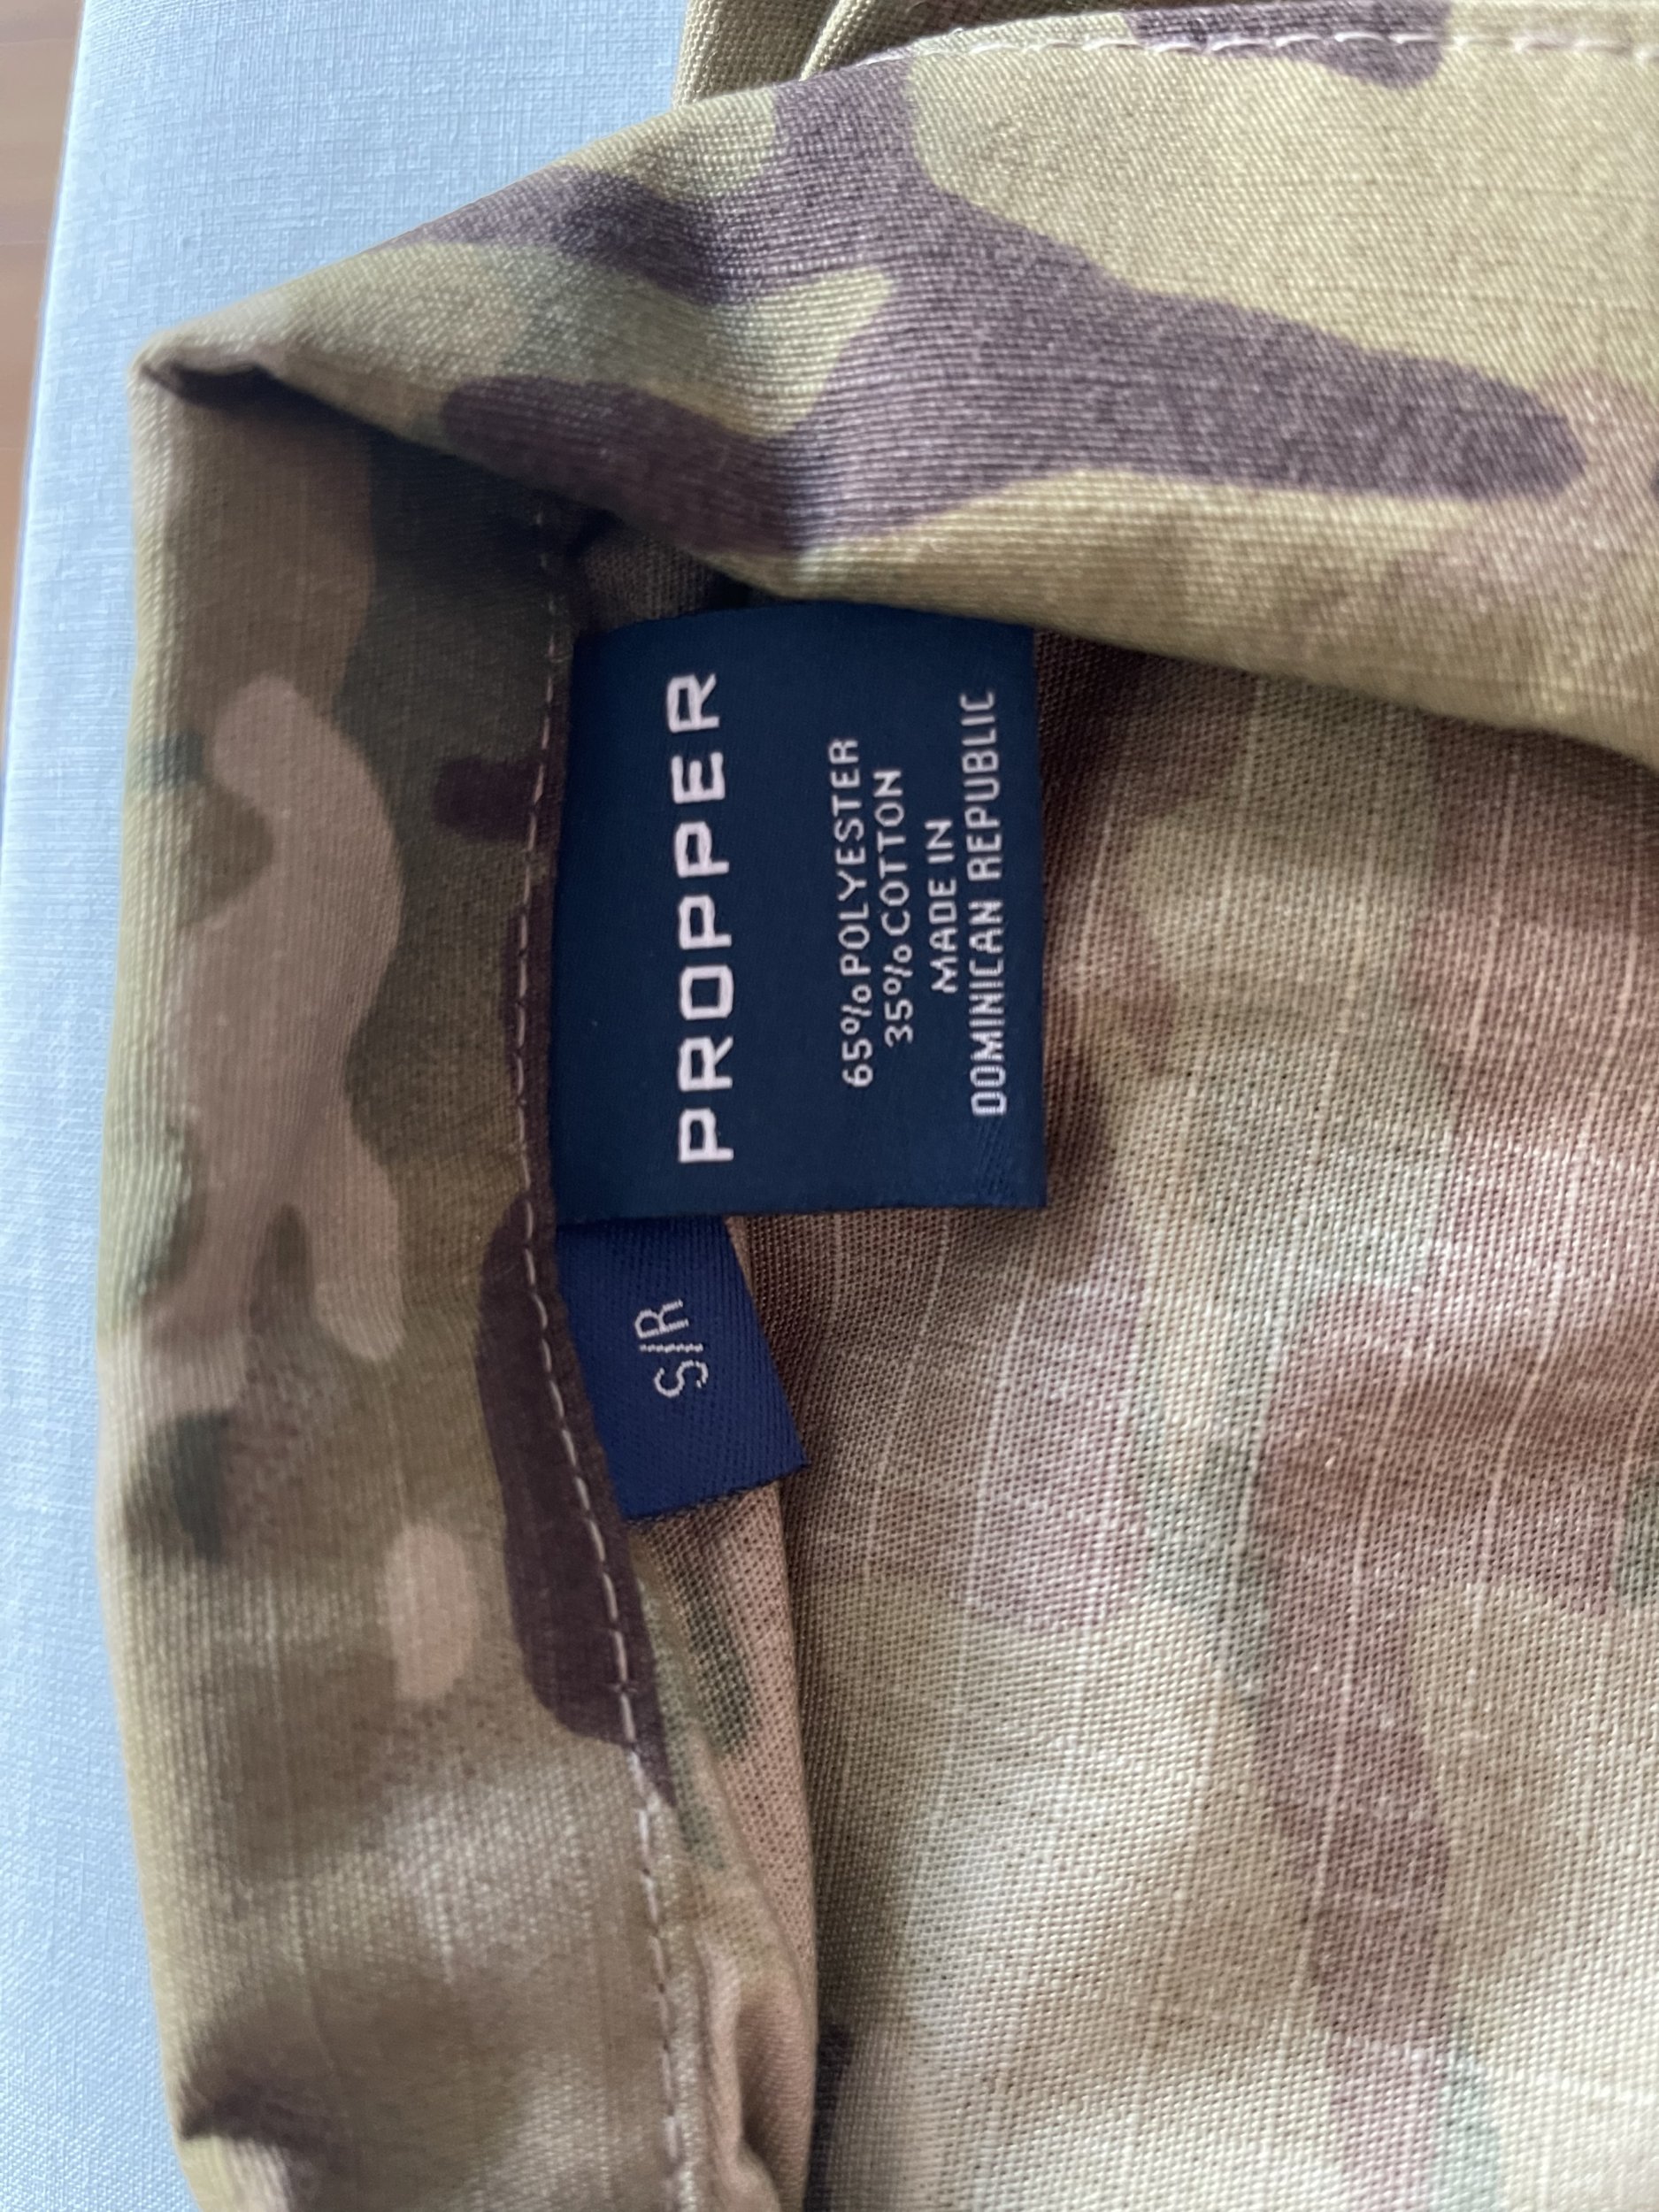 PROPPER
65% POLYESTER
35% COTTON
MADE IN
DOMINICAN REPUBLIC
S/R